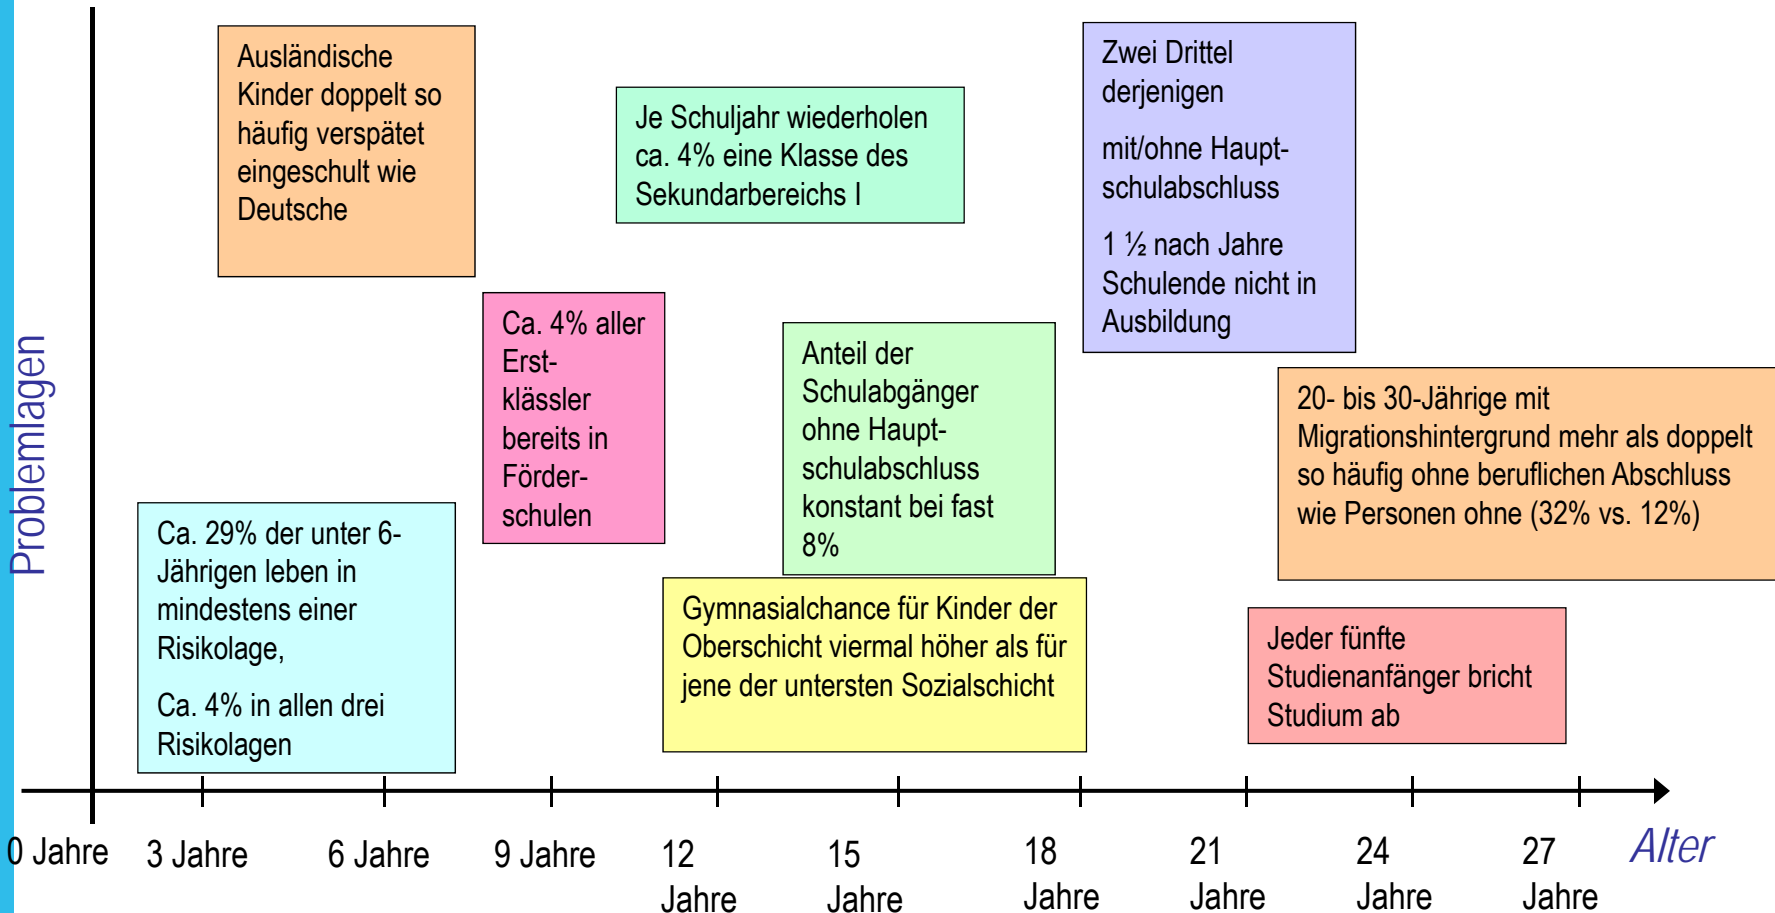 Problemlagen
Ausländische
Kinder doppelt so
häufig verspätet
eingeschult wie
Deutsche
Je Schuljahr wiederholen
ca. 4% eine Klasse des
Sekundarbereichs I
Zwei Drittel
derjenigen
mit/ohne Haupt-
schulabschluss
1 ½ nach Jahre
Schulende nicht in
Ausbildung
Ca. 4% aller
Erst-
klässler
bereits in
Förder-
schulen
Anteil der
Schulabgänger
ohne Haupt-
schulabschluss
konstant bei fast
8%
20- bis 30-Jährige mit
Migrationshintergrund mehr als doppelt
so häufig ohne beruflichen Abschluss
wie Personen ohne (32% vs. 12%)
Ca. 29% der unter 6-
Jährigen leben in
mindestens einer
Risikolage,
Ca. 4% in allen drei
Risikolagen
Gymnasialchance für Kinder der
Oberschicht viermal höher als für
jene der untersten Sozialschicht
Jeder fünfte
Studienanfänger bricht
Studium ab
0 Jahre
3 Jahre
6 Jahre
9 Jahre
12
Jahre
15
Jahre
18
Jahre
21
Jahre
24
Jahre
27
Jahre
Alter